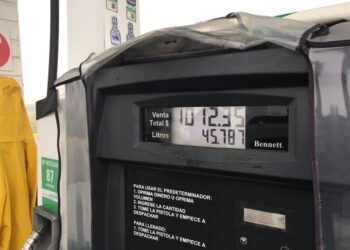 Venta
Total $ 1012.35
Litros 45.787
Bennett.
87
PARA USAR EL PREDETERMINADOR:
1. OPRIMA DINERO U OPRIMA
VOLUMEN
2. INGRESE LA CANTIDAD
3. TOME LA PISTOLA Y EMPIECE A
DESPACHAR
PARA LLENADO:
1. TOME LA PISTOLA Y EMPIECE A
DESPACHAR